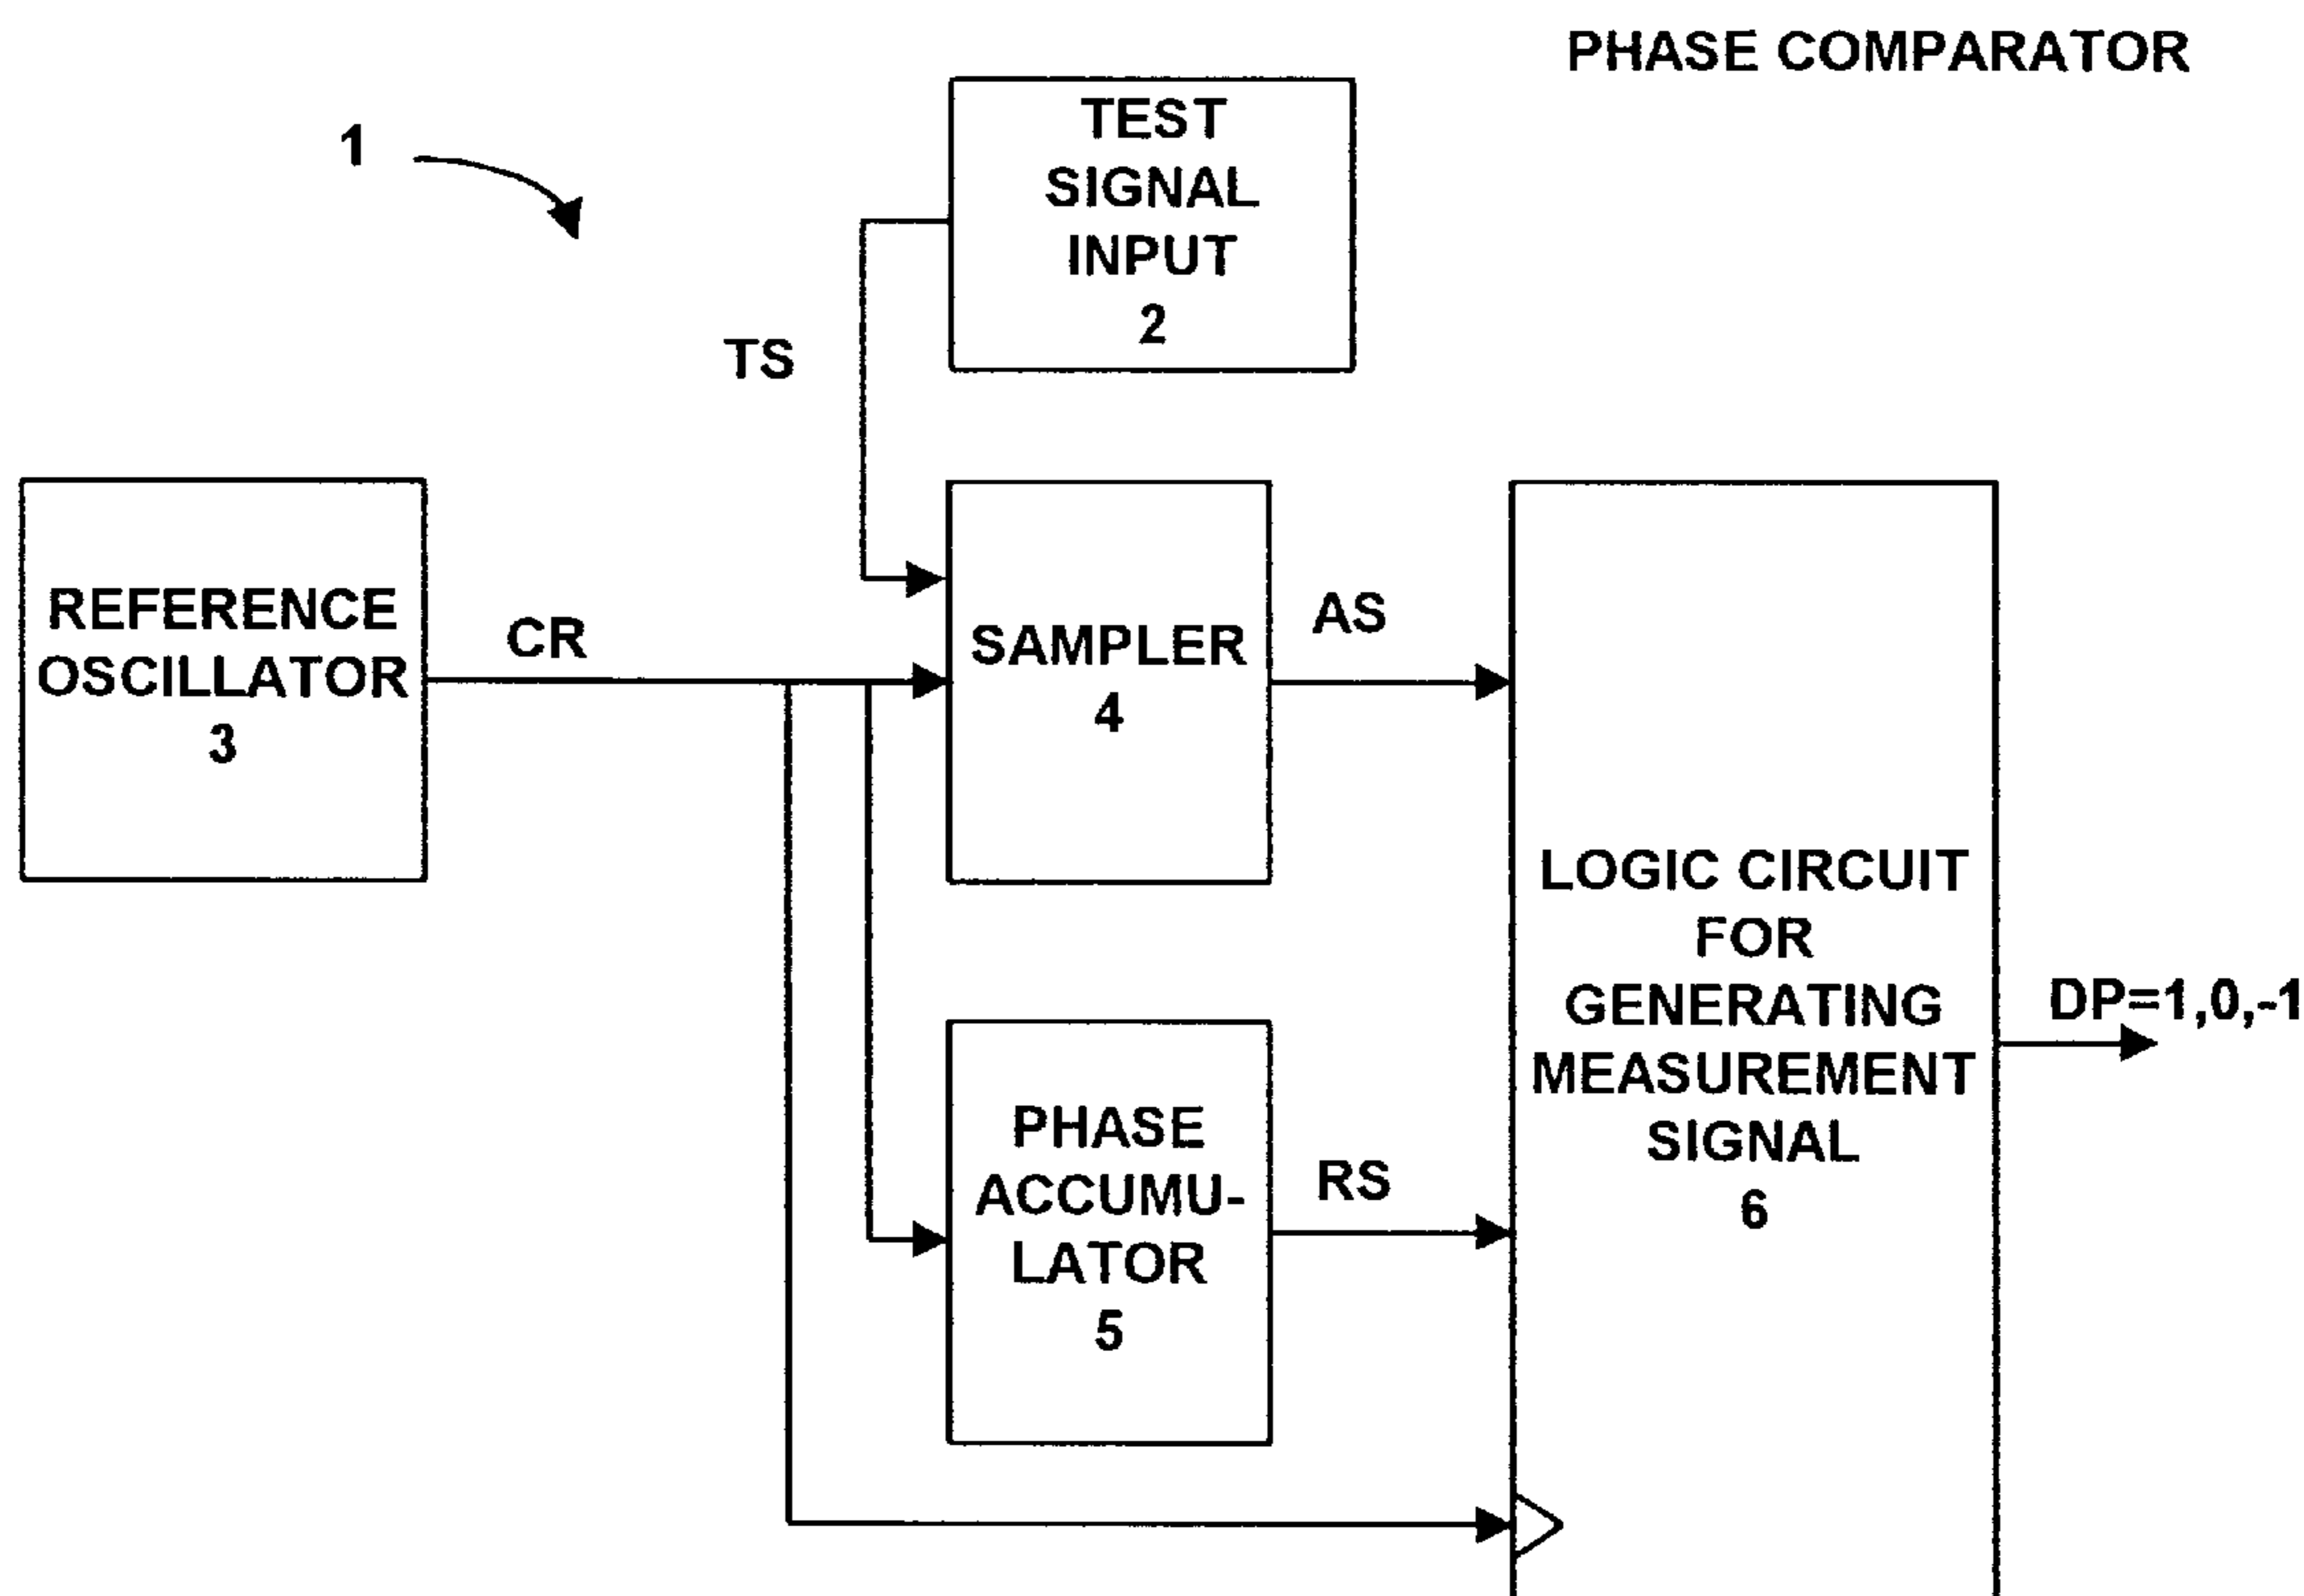 PHASE COMPARATOR
1
TEST
SIGNAL
INPUT
2
TS
REFERENCE
OSCILLATOR
3
CR
SAMPLER
4
AS
PHASE
ACCUMU-
LATOR
5
RS
LOGIC CIRCUIT
FOR
GENERATING
MEASUREMENT
SIGNAL
6
DP=1,0,-1